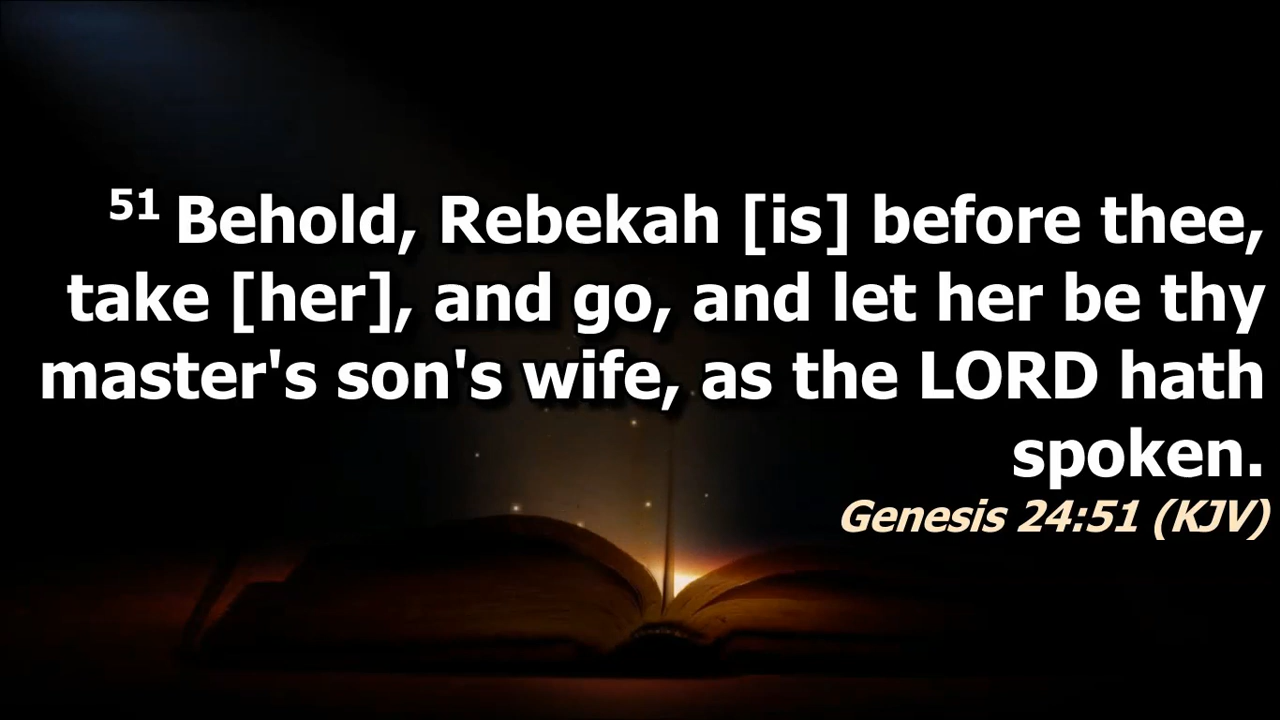 51 Behold, Rebekah [is] before thee,
take [her], and go, and let her be thy
master's son's wife, as the LORD hath
spoken.
Genesis 24:51 (KJV)